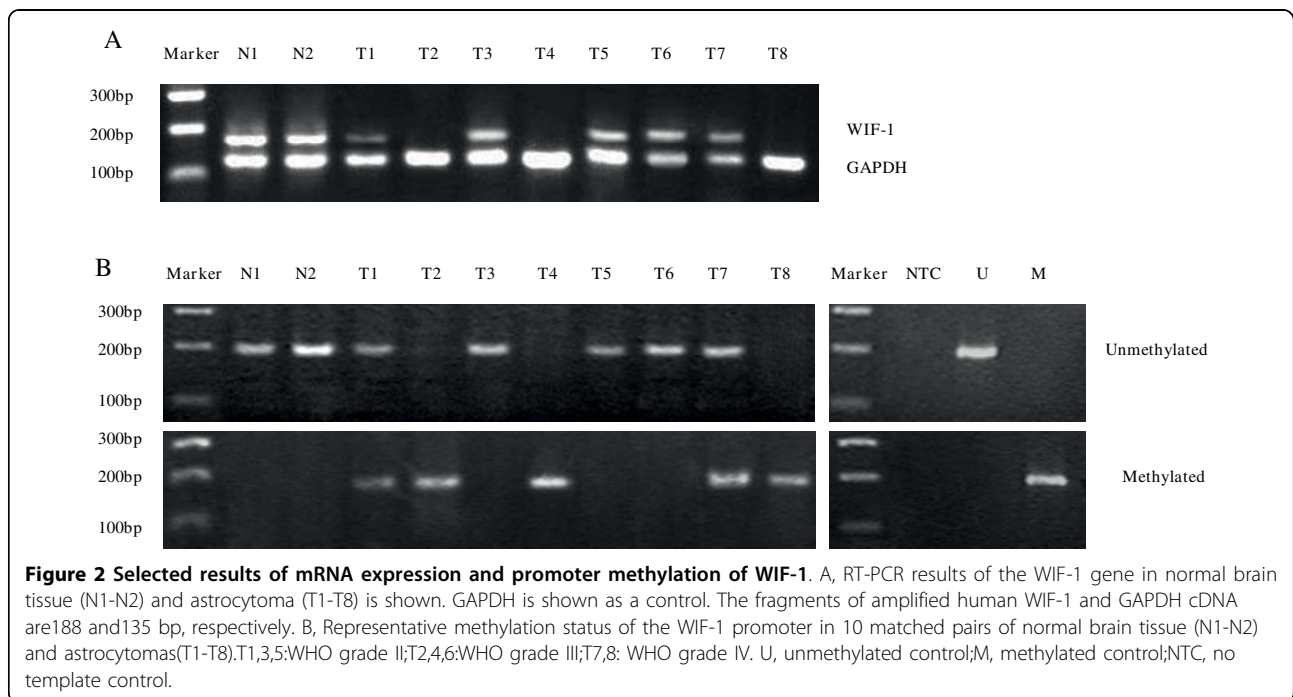 A
Marker N1 N2 T1 T2 T3 T4 T5 T6 T7 T8
300bp
200bp
100bp
WIF-1
GAPDH
B
Marker N1 N2 T1 T2 T3 T4 T5 T6 T7 T8 Marker NTC U M
300bp
200bp
100bp
Unmethylated
300bp
200bp
100bp
Methylated
Figure 2 Selected results of mRNA expression and promoter methylation of WIF-1. A, RT-PCR results of the WIF-1 gene in normal brain
tissue (N1-N2) and astrocytoma (T1-T8) is shown. GAPDH is shown as a control. The fragments of amplified human WIF-1 and GAPDH cDNA
are188 and135 bp, respectively. B, Representative methylation status of the WIF-1 promoter in 10 matched pairs of normal brain tissue (N1-N2)
and astrocytomas(T1-T8).T1,3,5:WHO grade II;T2,4,6:WHO grade III;T7,8: WHO grade IV. U, unmethylated control;M, methylated control;NTC, no
template control.